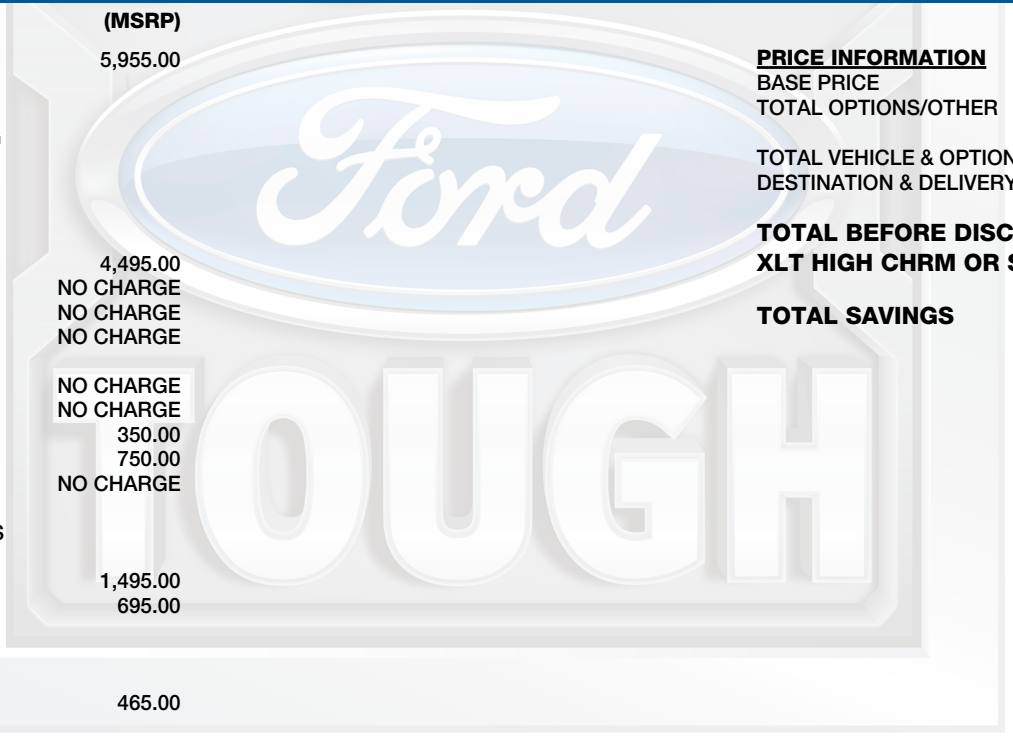 (MSRP)
5,955.00
4,495.00
NO CHARGE
NO CHARGE
NO CHARGE
NO CHARGE
NO CHARGE
350.00
750.00
NO CHARGE
1,495.00
695.00
465.00
Ford
TOUGH
PRICE INFORMATION
BASE PRICE
TOTAL OPTIONS/OTHER
TOTAL VEHICLE & OPTION
DESTINATION & DELIVERY
TOTAL BEFORE DISC
XLT HIGH CHRM OR S
TOTAL SAVINGS